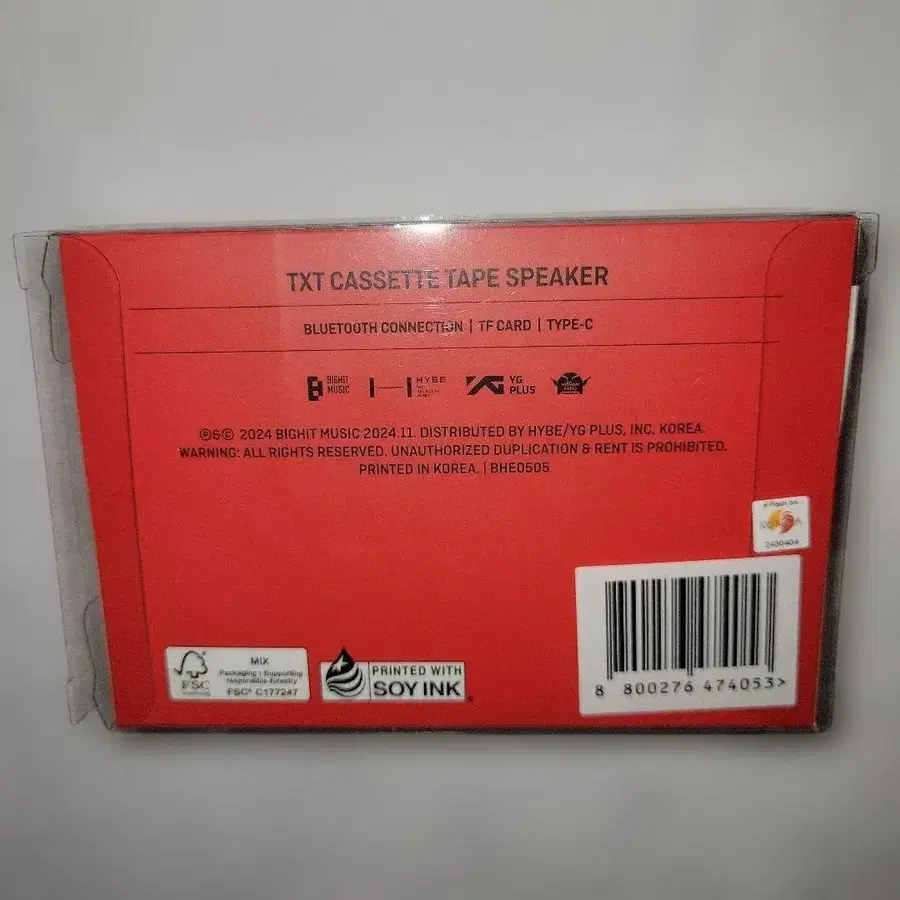 TXT CASSETTE TAPE SPEAKER
BLUETOOTH CONNECTION | TF CARD | TYPE-C
BIGHIT MUSIC
HYBE
YG PLUS
℗&© 2024 BIGHIT MUSIC 2024.11. DISTRIBUTED BY HYBE/YG PLUS, INC. KOREA.
WARNING: ALL RIGHTS RESERVED. UNAUTHORIZED DUPLICATION & RENT IS PROHIBITED.
PRINTED IN KOREA. | BHE0505
2430404
FSC
MIX
Packaging | Supporting
responsible forestry
FSC® C177247
PRINTED WITH
SOY INK
8 800276 474053>